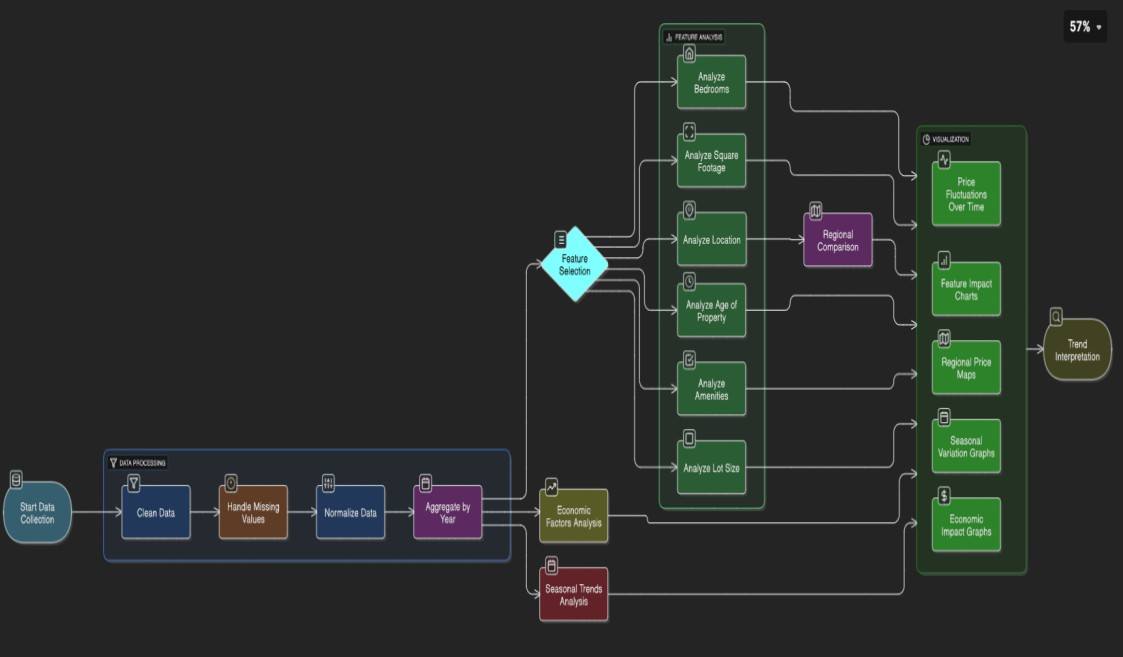 57%
FEATURE ANALYSIS
Analyze
Bedrooms
Analyze Square
Footage
Analyze Location
Analyze Age of
Property
Analyze
Amenities
Analyze Lot Size
Regional
Comparison
VISUALIZATION
Price
Fluctuations
Over Time
Feature Impact
Charts
Regional Price
Maps
Seasonal
Variation Graphs
$
Economic
Impact Graphs
Trend
Interpretation
Feature
Selection
DATA PROCESSING
Start Data
Collection
Clean Data
Handle Missing
Values
Normalize Data
Aggregate by
Year
Economic
Factors Analysis
Seasonal Trends
Analysis